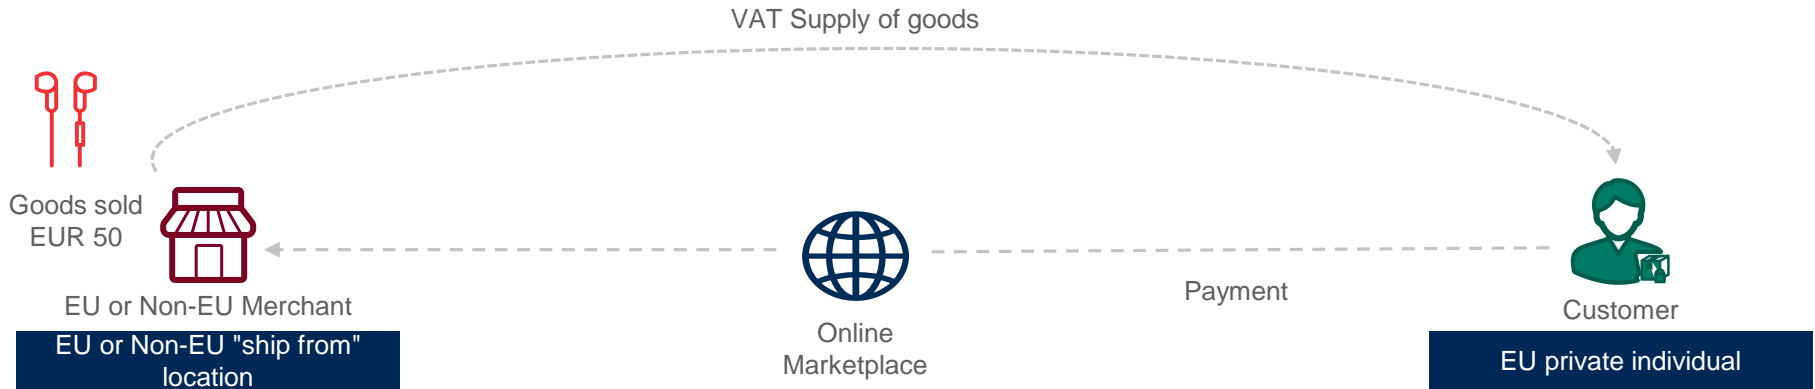 VAT Supply of goods
Goods sold
EUR 50
EU or Non-EU Merchant
EU or Non-EU "ship from"
location
Online
Marketplace
Payment
Customer
EU private individual